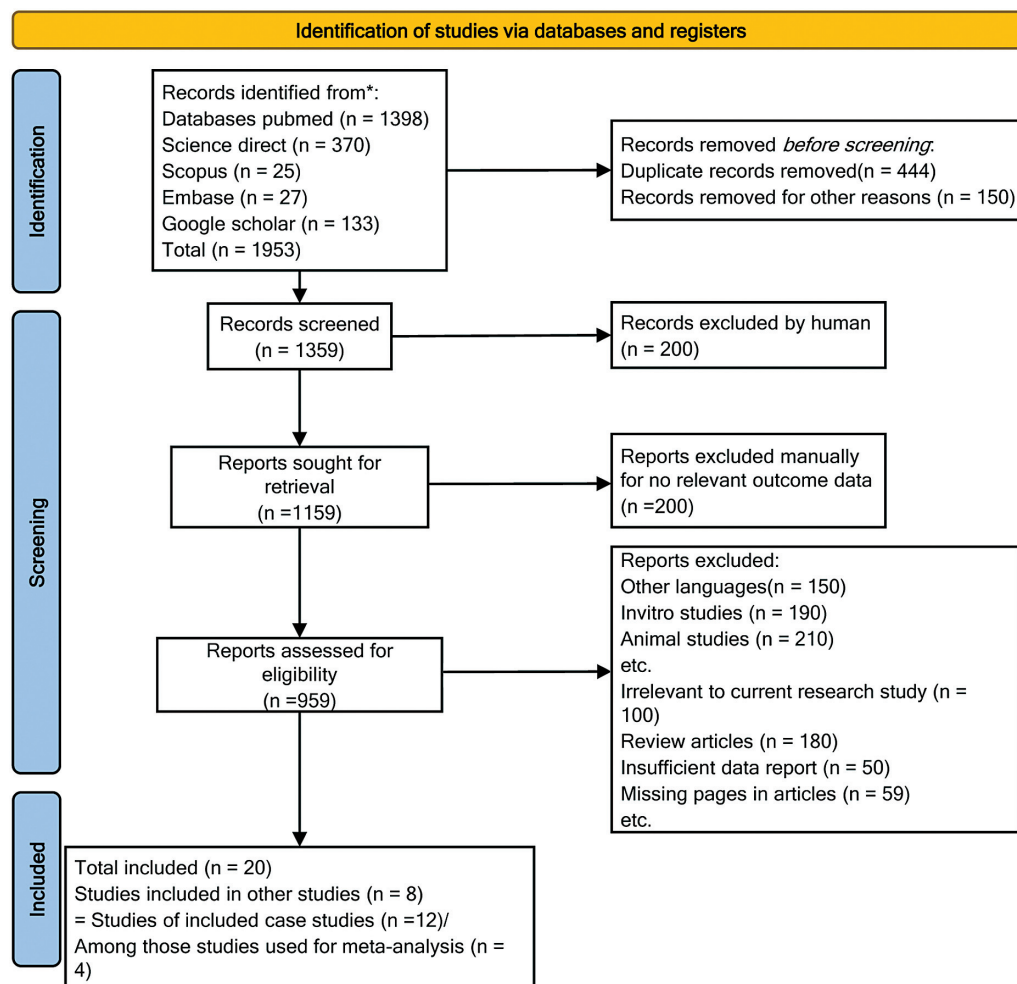 Identification of studies via databases and registers
Identification
Records identified from*:
Databases pubmed (n = 1398)
Science direct (n = 370)
Scopus (n = 25)
Embase (n = 27)
Google scholar (n = 133)
Total (n = 1953)
Records removed before screening:
Duplicate records removed(n = 444)
Records removed for other reasons (n = 150)
Screening
Records screened
(n = 1359)
Records excluded by human
(n = 200)
Reports sought for
retrieval
(n =1159)
Reports excluded manually
for no relevant outcome data
(n =200)
Reports assessed for
eligibility
(n =959)
Reports excluded:
Other languages(n = 150)
Invitro studies (n = 190)
Animal studies (n = 210)
etc.
Irrelevant to current research study (n =
100)
Review articles (n = 180)
Insufficient data report (n = 50)
Missing pages in articles (n = 59)
etc.
Included
Total included (n = 20)
Studies included in other studies (n = 8)
= Studies of included case studies (n =12)/
Among those studies used for meta-analysis (n =
4)